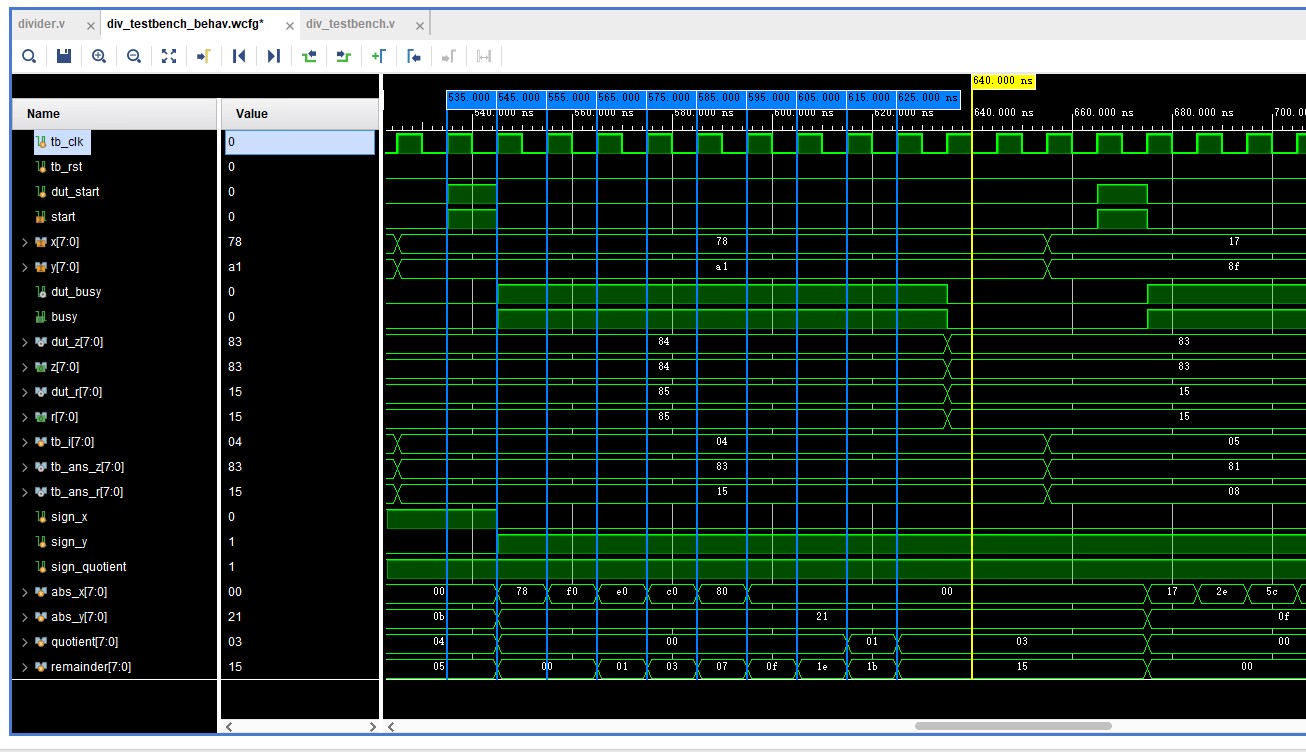 divider.v × div_testbench_behav.wcfg* × div_testbench.v ×
640.000 ns
535.000 545.000 555.000 565.000 575.000 585.000 595.000 605.000 615.000 625.000 ns
Name Value 540.000 ns 560.000 ns 580.000 ns 600.000 ns 620.000 ns 640.000 ns 660.000 ns 680.000 ns 700.0
tb_clk 0
tb_rst 0
dut_start 0
start 0
x[7:0] 78 78 17
y[7:0] a1 a1 8f
dut_busy 0
busy 0
dut_z[7:0] 83 84 83
z[7:0] 83 84 83
dut_r[7:0] 15 85 15
r[7:0] 15 85 15
tb_i[7:0] 04 04 05
tb_ans_z[7:0] 83 83 81
tb_ans_r[7:0] 15 15 08
sign_x 0
sign_y 1
sign_quotient 1
abs_x[7:0] 00 00 78 f0 e0 c0 80 00 17 2e 5c
abs_y[7:0] 21 0b 21 0f
quotient[7:0] 03 04 00 01 03 00
remainder[7:0] 15 05 00 01 03 07 0f 1e 1b 15 00